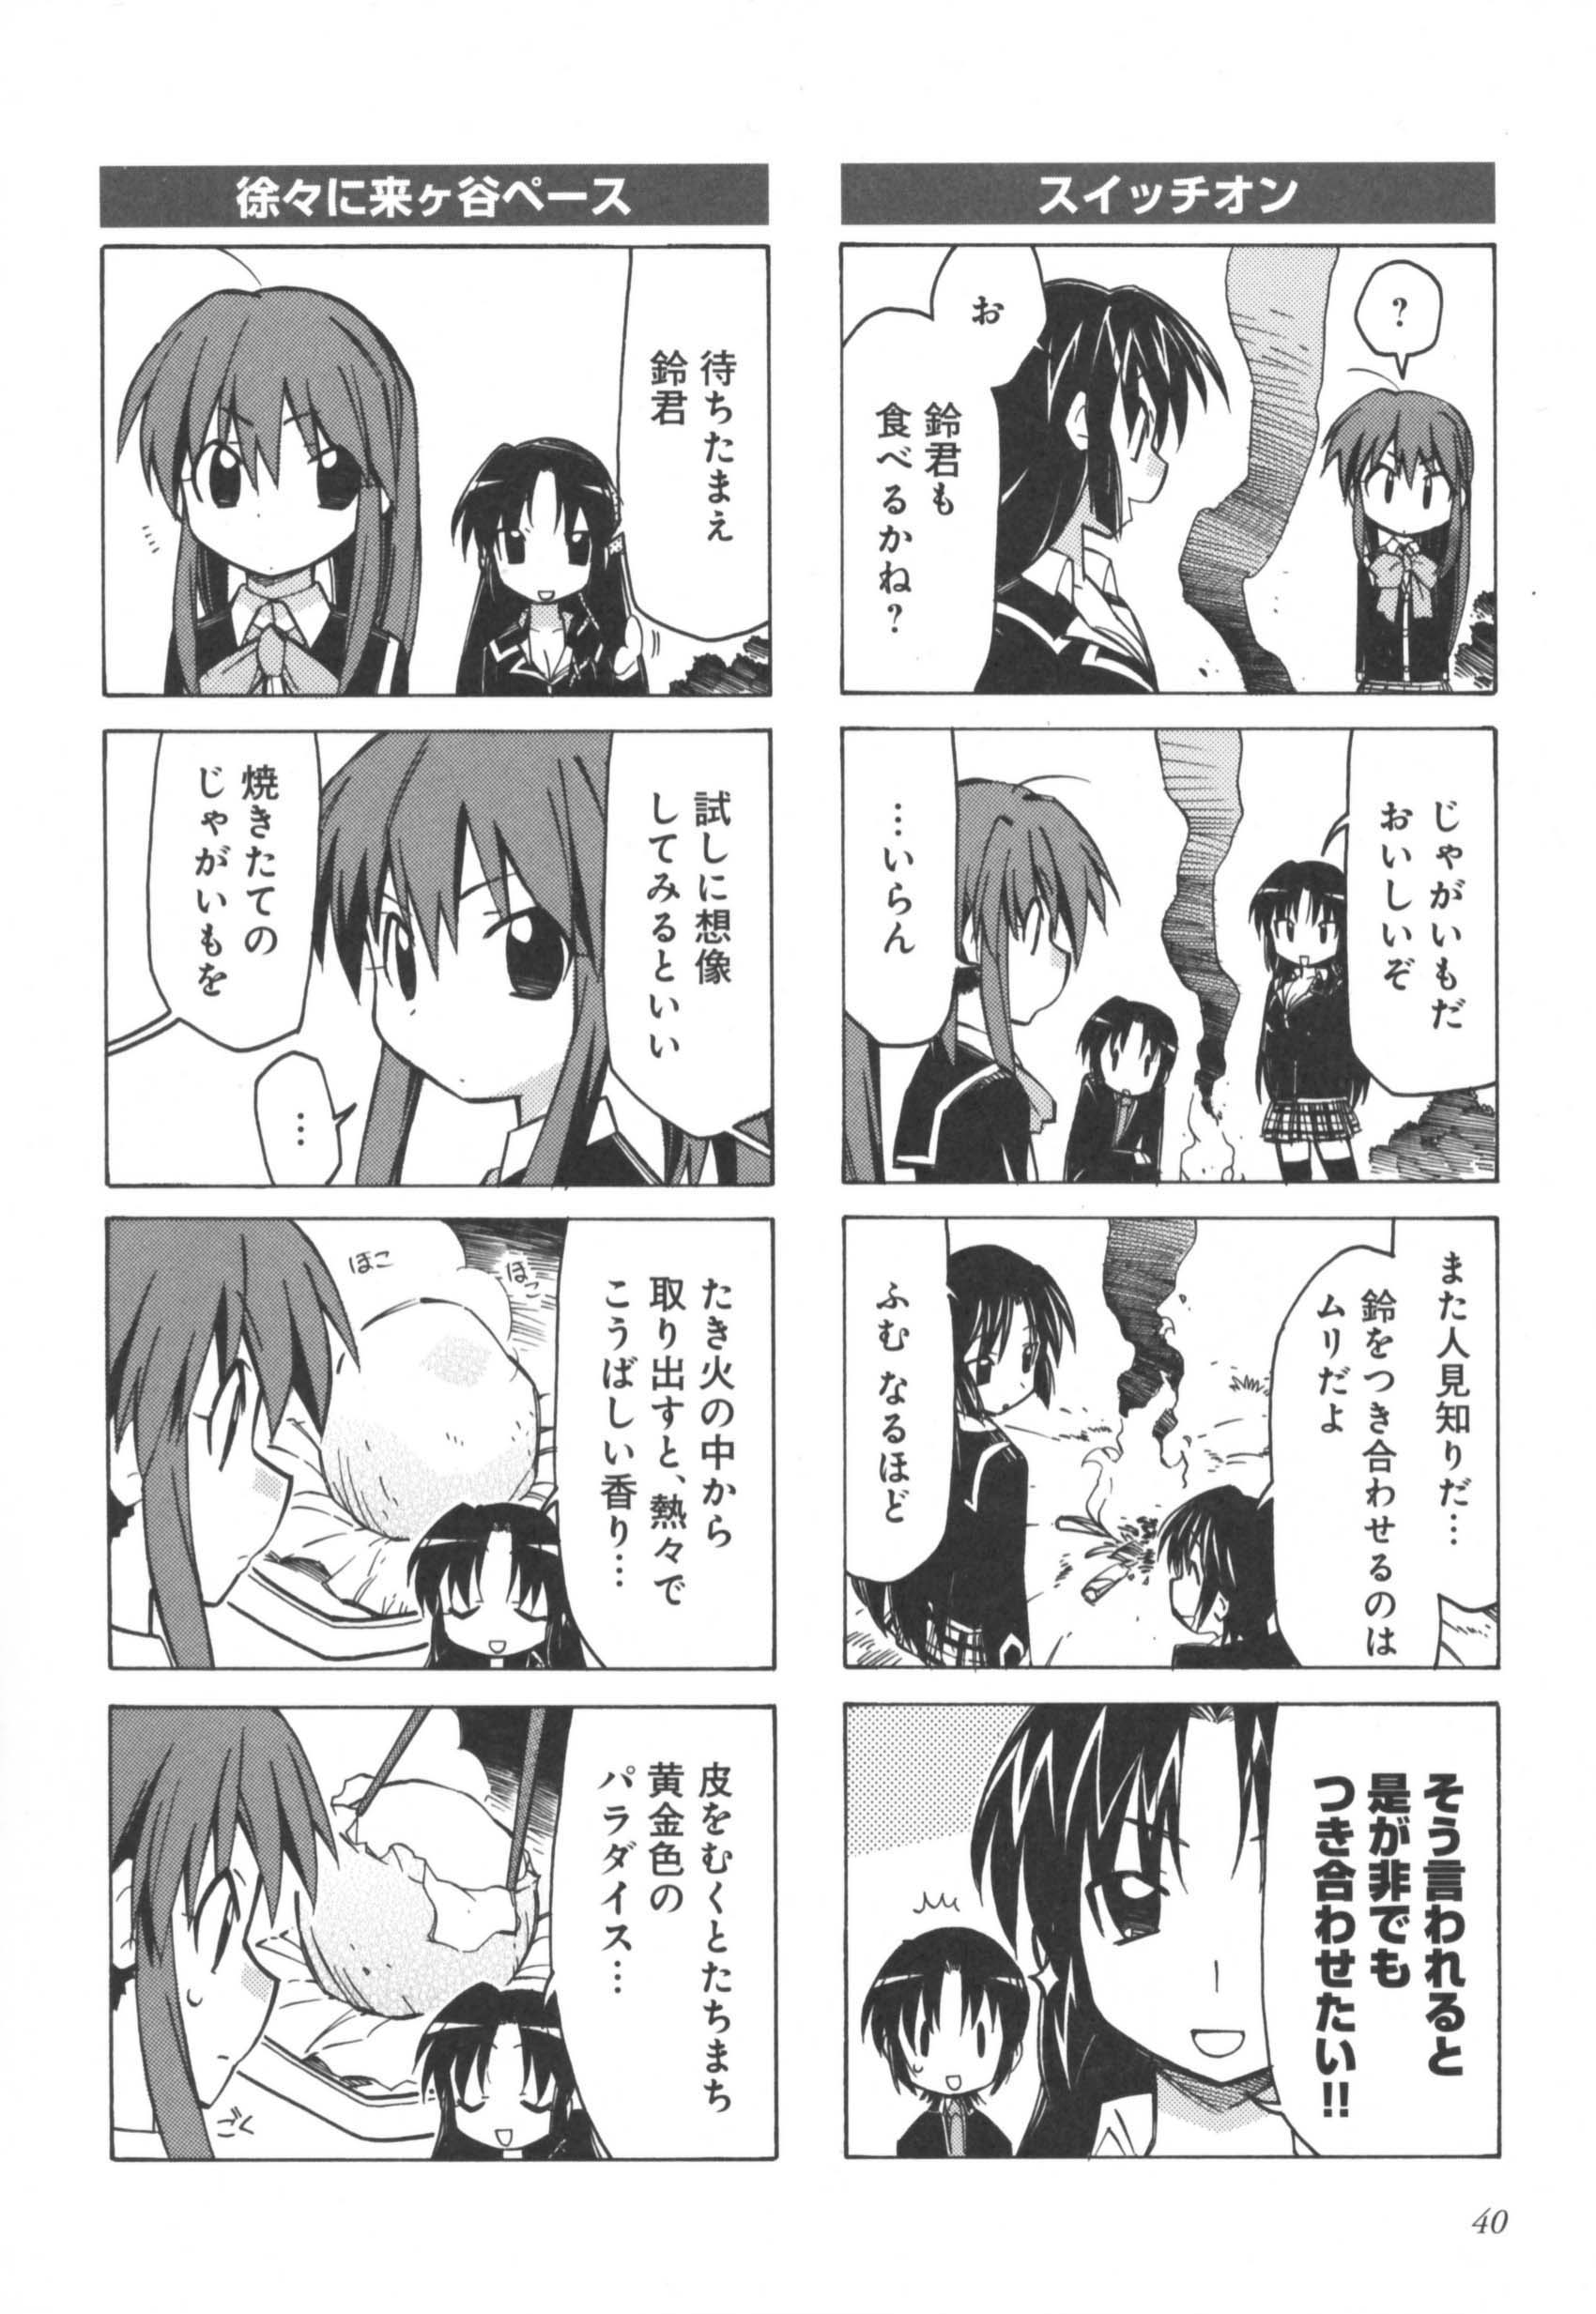 スイッチオン
?
お
鈴君も
食べるかね?
じゃがいもだ
おいしいぞ
…いらん
また人見知りだ…
鈴をつき合わせるのは
ムリだよ
ふむ なるほど
そう言われると
是が非でも
つき合わせたい!!
徐々に来ヶ谷ペース
待ちたまえ
鈴君
試しに想像
してみるといい
焼きたての
じゃがいもを
…
たき火の中から
取り出すと、熱々で
こうばしい香り…
ほこ
ほこ
皮をむくとたちまち
黄金色の
パラダイス…
ごく
40